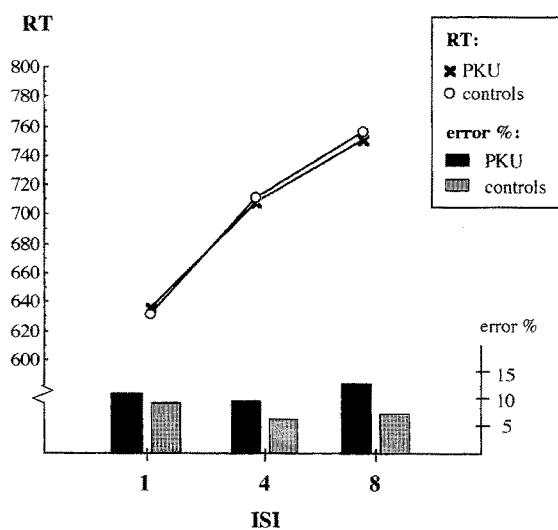 RT
800
780
760
740
720
700
680
660
640
620
600
RT:
PKU
controls
error %:
PKU
controls
error %
15
10
5
1 4 8
ISI